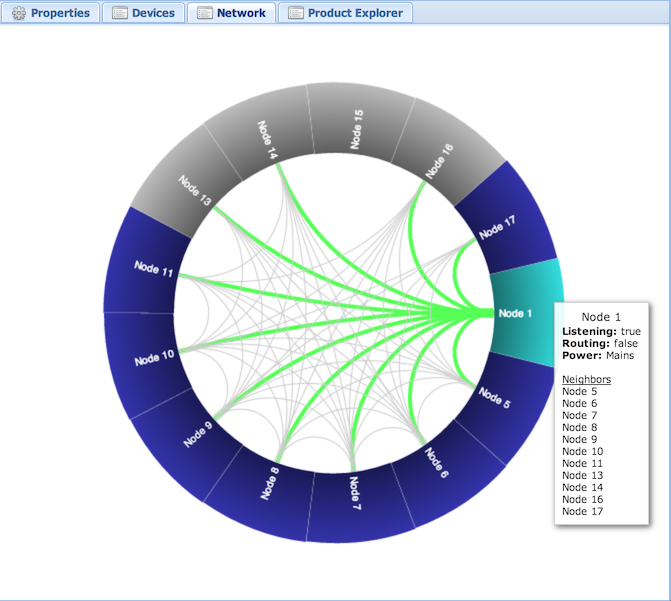 Properties
Devices
Network
Product Explorer
Node 15
Node 14
Node 16
Node 13
Node 17
Node 11
Node 1
Node 10
Node 5
Node 9
Node 6
Node 8
Node 7
Node 1
Listening: true
Routing: false
Power: Mains
Neighbors
Node 5
Node 6
Node 7
Node 8
Node 9
Node 10
Node 11
Node 13
Node 14
Node 16
Node 17